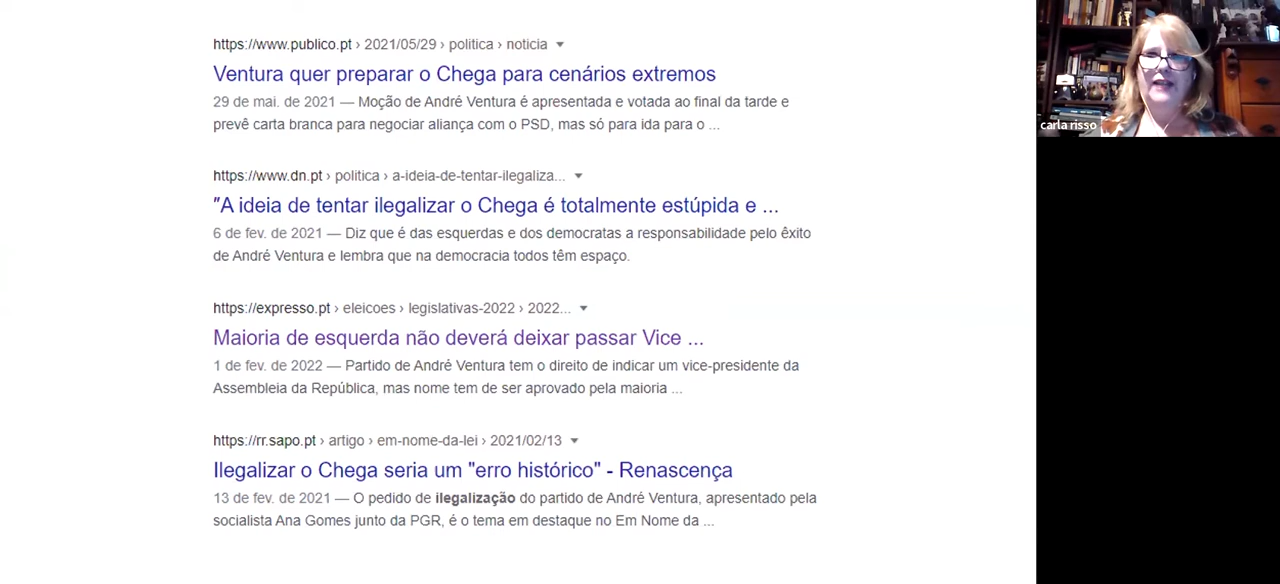 https://www.publico.pt › 2021/05/29 › politica › noticia
Ventura quer preparar o Chega para cenários extremos
29 de mai. de 2021 — Moção de André Ventura é apresentada e votada ao final da tarde e
prevê carta branca para negociar aliança com o PSD, mas só para ida para o ...
https://www.dn.pt › politica › a-ideia-de-tentar-ilegaliza...
"A ideia de tentar ilegalizar o Chega é totalmente estúpida e ...
6 de fev. de 2021 — Diz que é das esquerdas e dos democratas a responsabilidade pelo êxito
de André Ventura e lembra que na democracia todos têm espaço.
https://expresso.pt › eleicoes › legislativas-2022 › 2022...
Maioria de esquerda não deverá deixar passar Vice ...
1 de fev. de 2022 — Partido de André Ventura tem o direito de indicar um vice-presidente da
Assembleia da República, mas nome tem de ser aprovado pela maioria ...
https://rr.sapo.pt › artigo › em-nome-da-lei › 2021/02/13
Ilegalizar o Chega seria um "erro histórico" - Renascença
13 de fev. de 2021 — O pedido de ilegalização do partido de André Ventura, apresentado pela
socialista Ana Gomes junto da PGR, é o tema em destaque no Em Nome da ...
carla risso